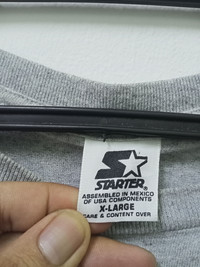 STARTER®
ASSEMBLED IN MEXICO
OF USA COMPONENTS
X-LARGE
CARE & CONTENT OVER